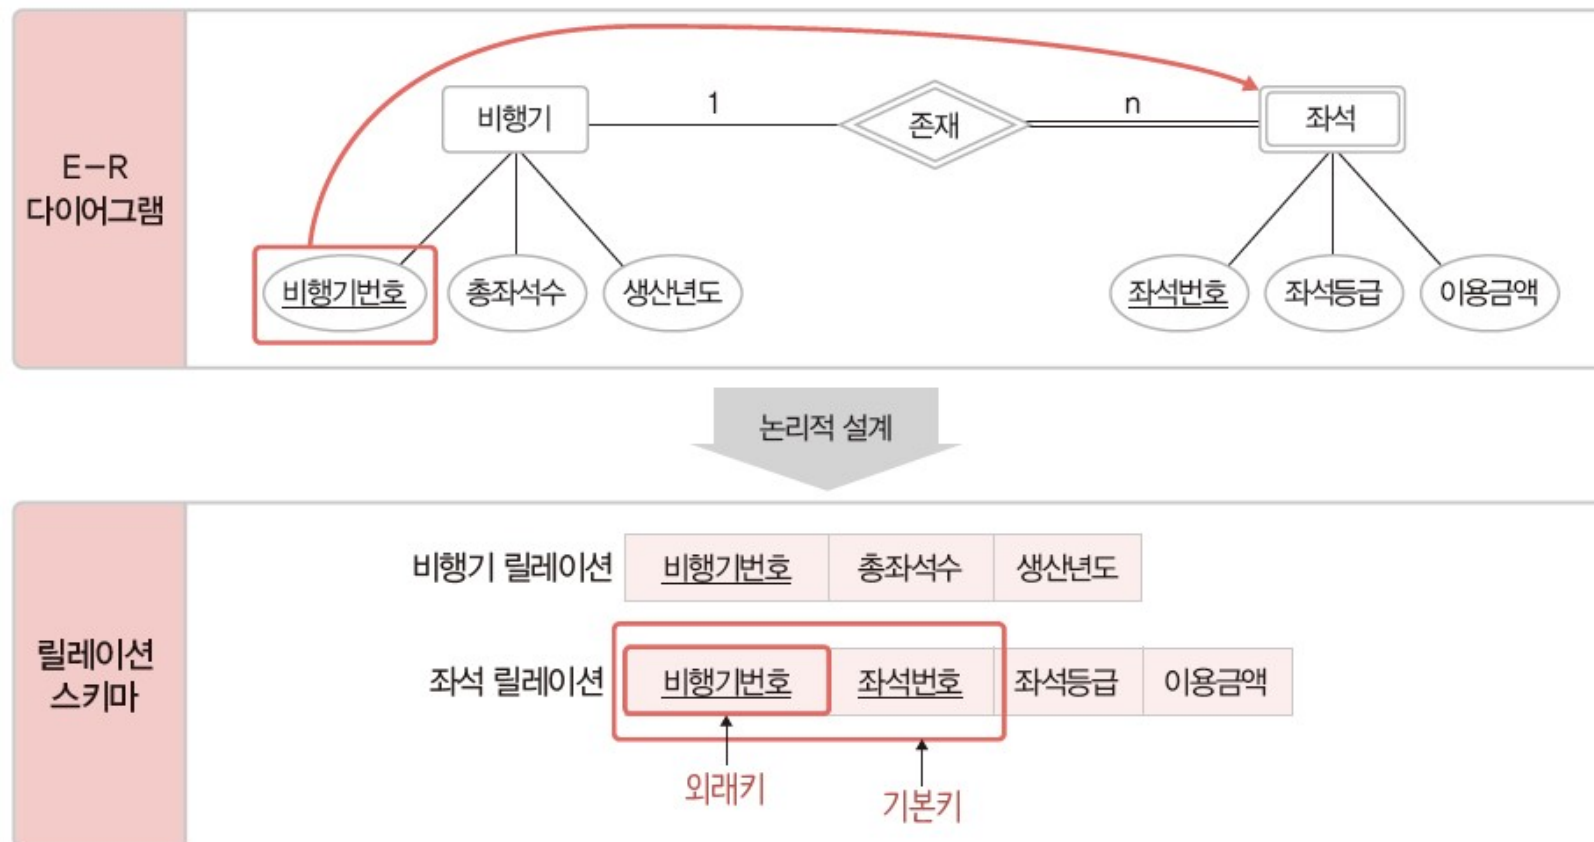 E-R
다이어그램
비행기
1
존재
n
좌석
비행기번호
총좌석수
생산년도
좌석번호
좌석등급
이용금액
논리적 설계
릴레이션
스키마
비행기 릴레이션
비행기번호
총좌석수
생산년도
좌석 릴레이션
비행기번호
좌석번호
좌석등급
이용금액
외래키
기본키